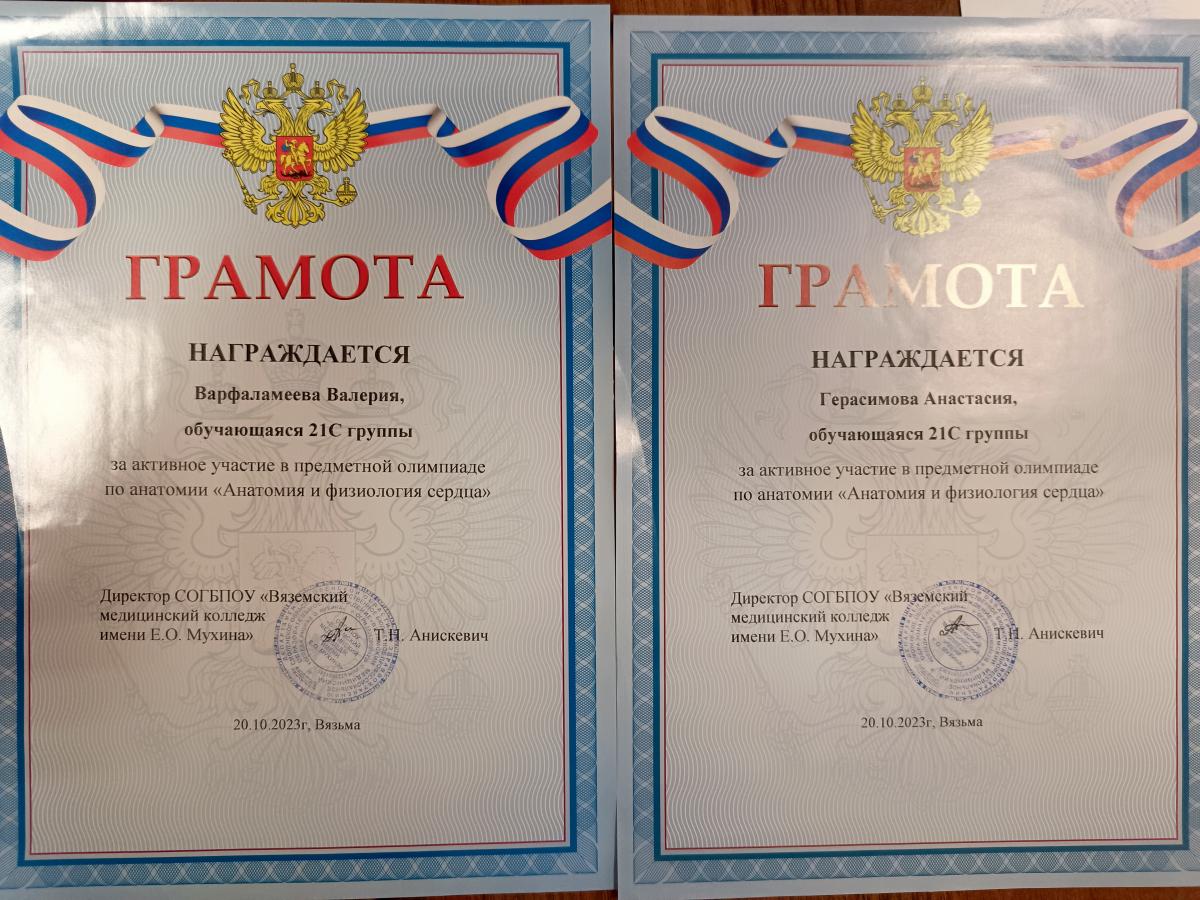 ГРАМОТА
НАГРАЖДАЕТСЯ
Варфаламеева Валерия,
обучающаяся 21С группы
за активное участие в предметной олимпиаде
по анатомии «Анатомия и физиология сердца»
Директор СОГБПОУ «Вяземский
медицинский колледж
имени Е.О. Мухина»
Т.Н. Анискевич
20.10.2023г, Вязьма
ГРАМОТА
НАГРАЖДАЕТСЯ
Герасимова Анастасия,
обучающаяся 21С группы
за активное участие в предметной олимпиаде
по анатомии «Анатомия и физиология сердца»
Директор СОГБПОУ «Вяземский
медицинский колледж
имени Е.О. Мухина»
Т.Н. Анискевич
20.10.2023г, Вязьма